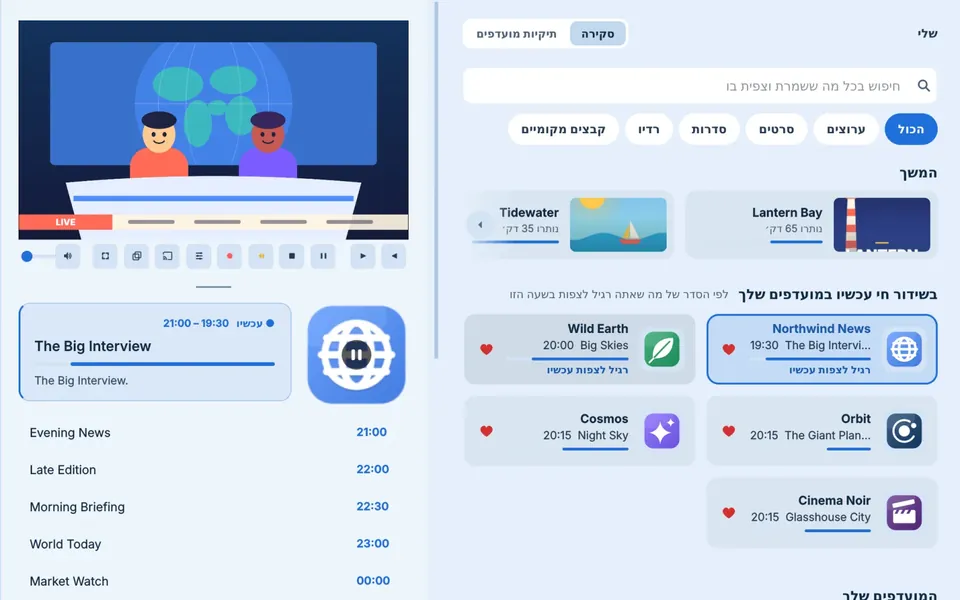 שלי
סקירה
תיקיות מועדפים
חיפוש בכל מה ששמרת וצפית בו
הכול
ערוצים
סרטים
סדרות
רדיו
קבצים מקומיים
המשך
Lantern Bay
נותרו 65 דק׳
Tidewater
נותרו 35 דק׳
בשידור חי עכשיו במועדפים שלך
לפי הסדר של מה שאתה רגיל לצפות בשעה הזו
Northwind News
19:30 The Big Intervi...
רגיל לצפות עכשיו
Wild Earth
20:00 Big Skies
רגיל לצפות עכשיו
Orbit
20:15 The Giant Plan...
Cosmos
20:15 Night Sky
Cinema Noir
20:15 Glasshouse City
המועדפים שלך
LIVE
עכשיו 19:30 – 21:00
The Big Interview
The Big Interview.
Evening News 21:00
Late Edition 22:00
Morning Briefing 22:30
World Today 23:00
Market Watch 00:00